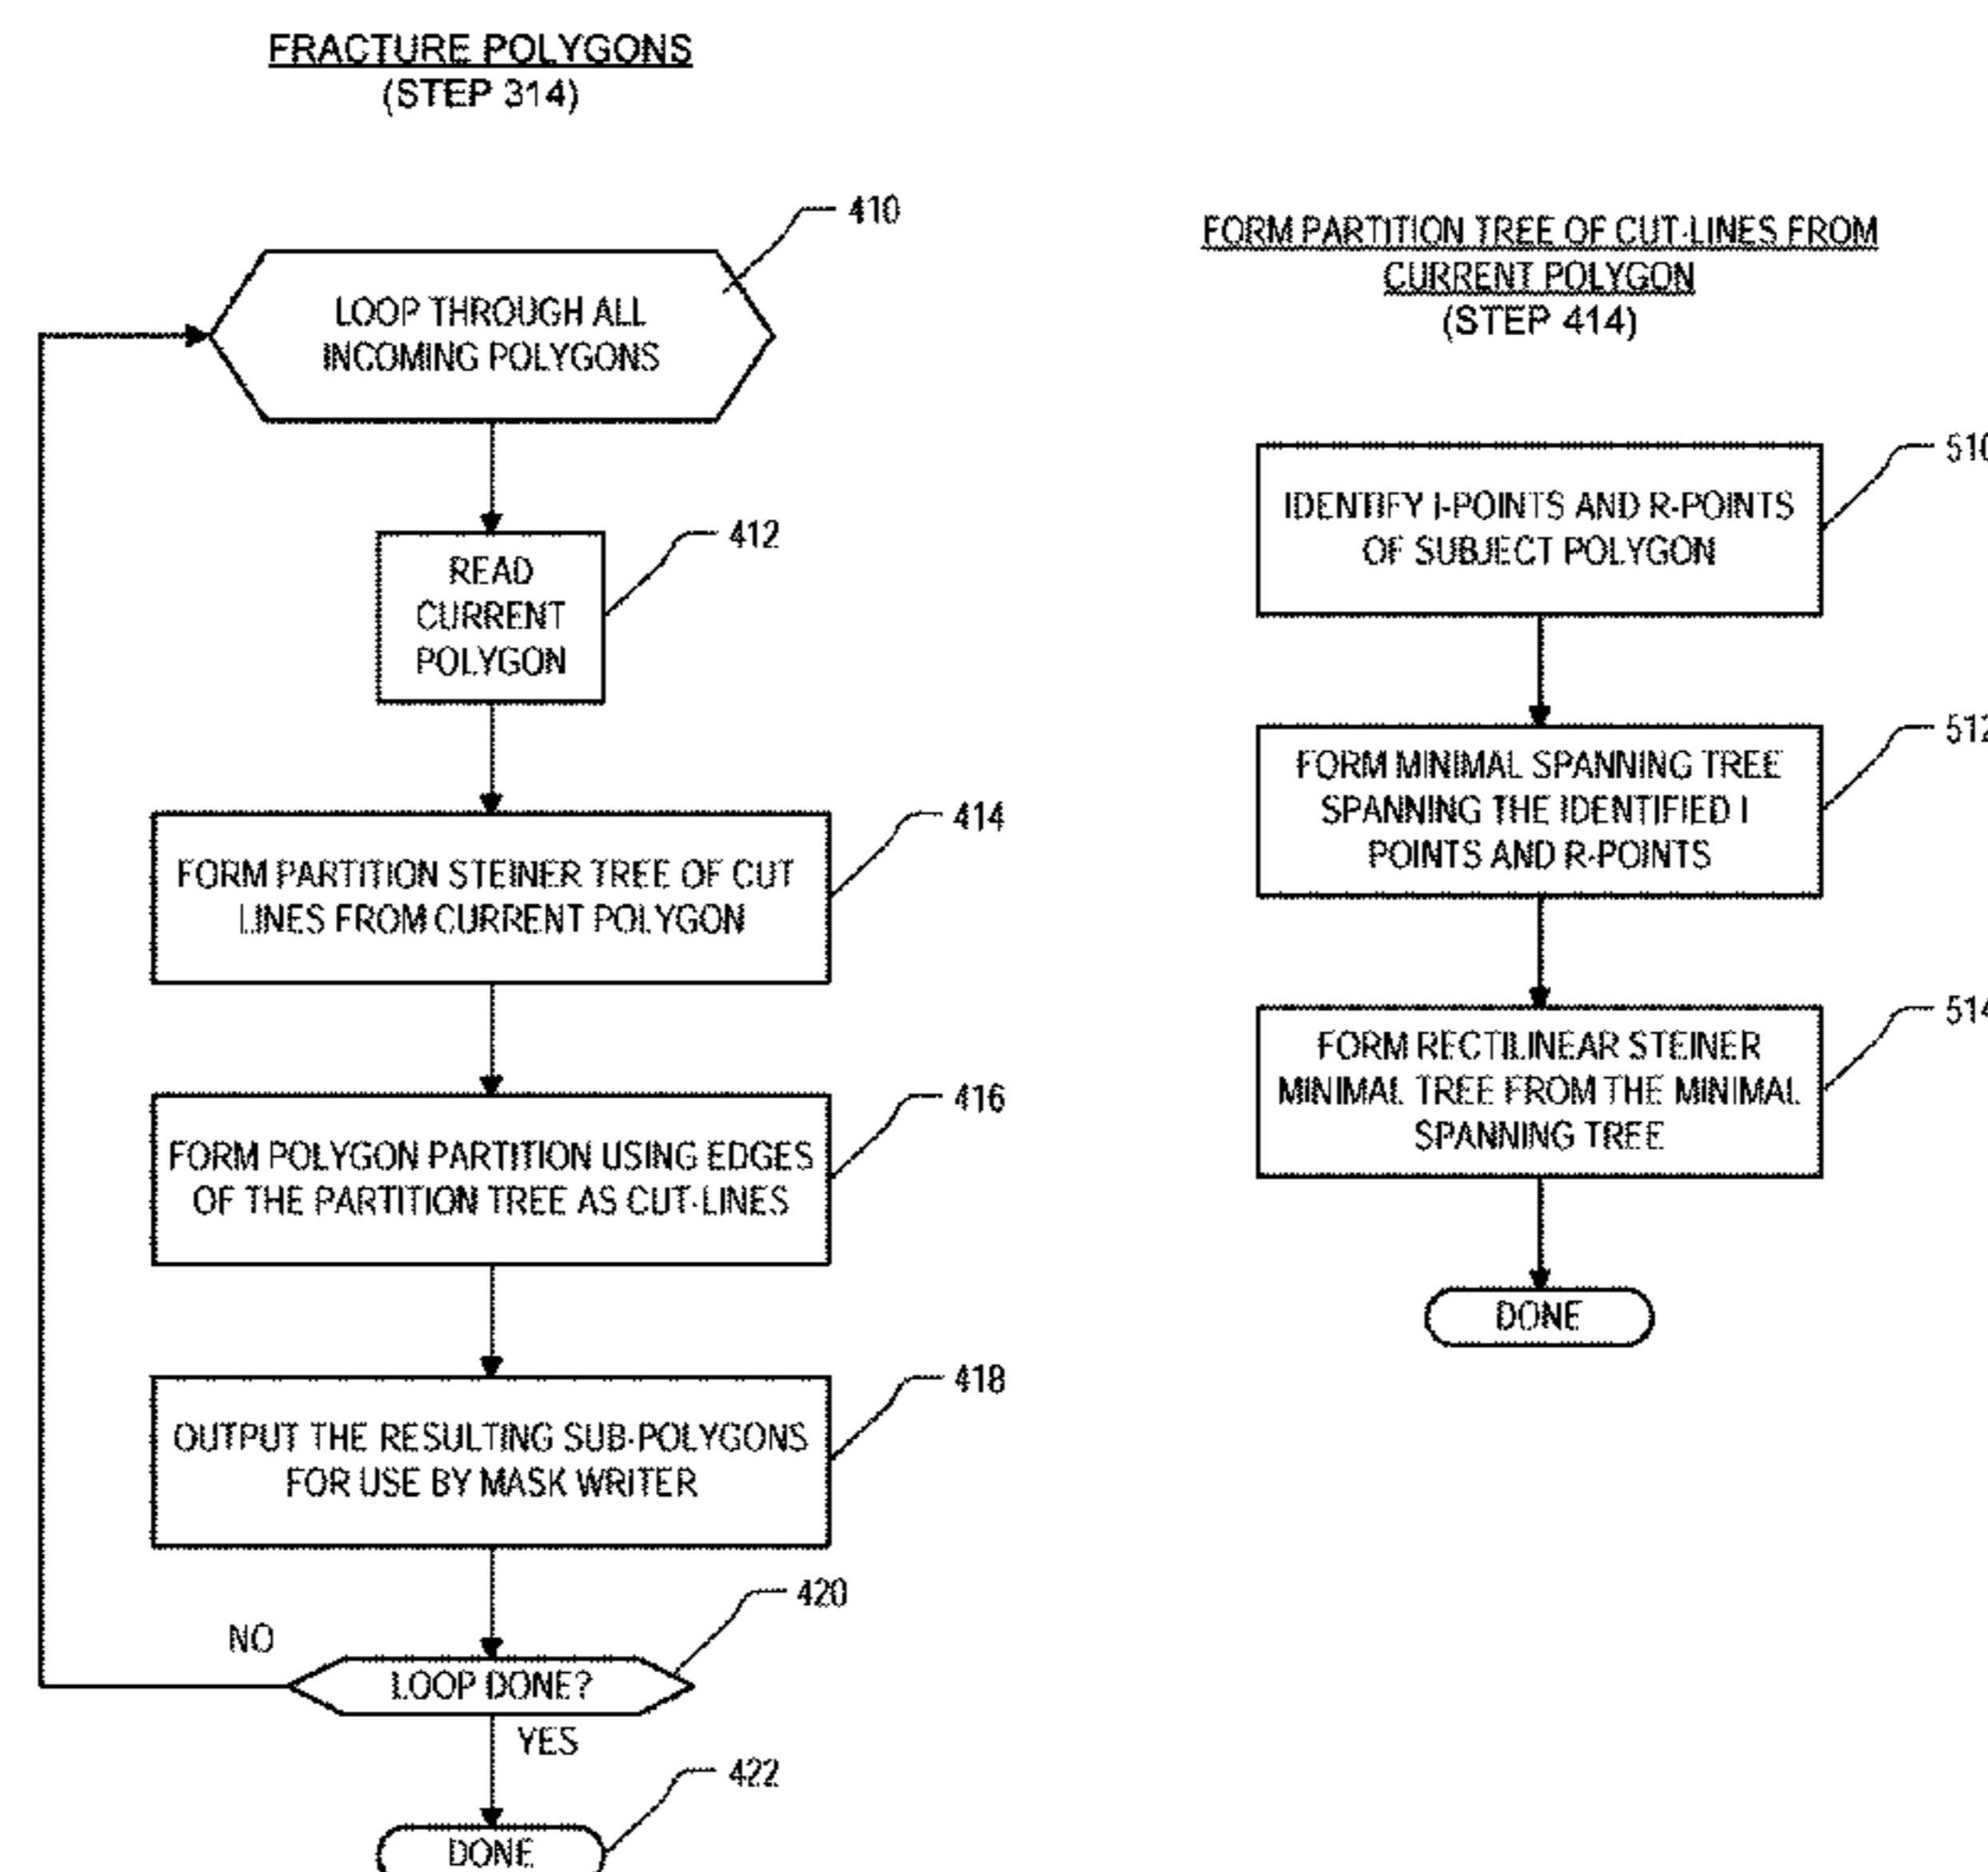 FRACTURE POLYGONS
(STEP 314)
410
LOOP THROUGH ALL
INCOMING POLYGONS
412
READ
CURRENT
POLYGON
414
FORM PARTITION STEINER TREE OF CUT
LINES FROM CURRENT POLYGON
416
FORM POLYGON PARTITION USING EDGES
OF THE PARTITION TREE AS CUT-LINES
418
OUTPUT THE RESULTING SUB-POLYGONS
FOR USE BY MASK WRITER
420
NO
LOOP DONE?
YES
422
DONE
FORM PARTITION TREE OF CUT-LINES FROM
CURRENT POLYGON
(STEP 414)
510
IDENTIFY I-POINTS AND R-POINTS
OF SUBJECT POLYGON
512
FORM MINIMAL SPANNING TREE
SPANNING THE IDENTIFIED I
POINTS AND R-POINTS
514
FORM RECTILINEAR STEINER
MINIMAL TREE FROM THE MINIMAL
SPANNING TREE
DONE